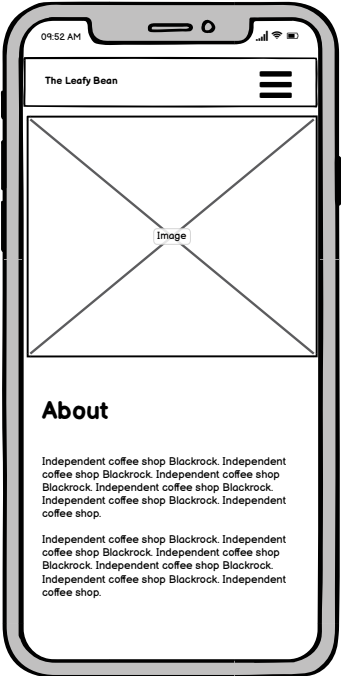 09:52 AM
The Leafy Bean
Image
About
Independent coffee shop Blackrock. Independent
coffee shop Blackrock. Independent coffee shop
Blackrock. Independent coffee shop Blackrock.
Independent coffee shop Blackrock. Independent
coffee shop.
Independent coffee shop Blackrock. Independent
coffee shop Blackrock. Independent coffee shop
Blackrock. Independent coffee shop Blackrock.
Independent coffee shop Blackrock. Independent
coffee shop.